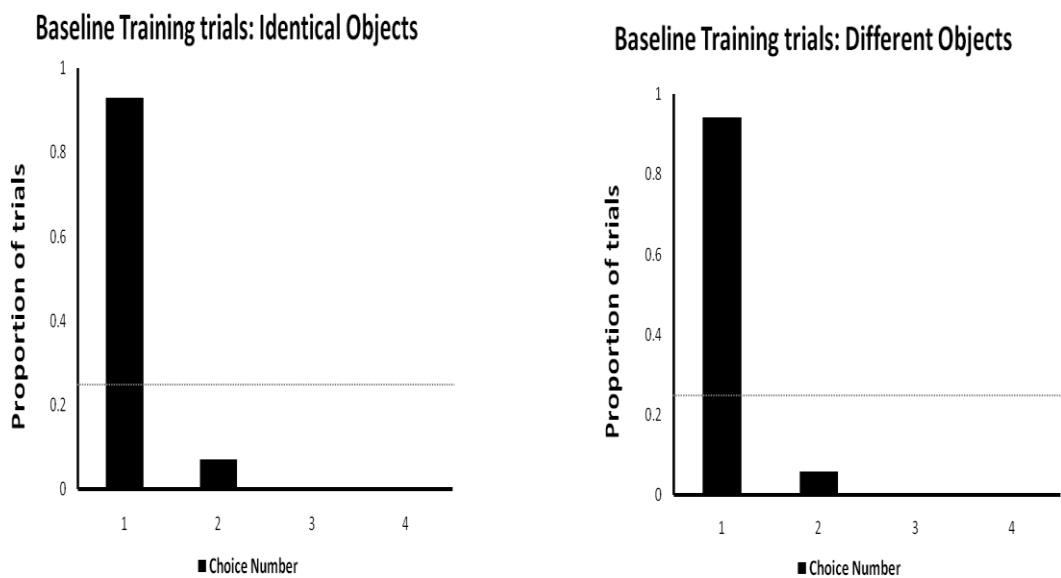 Baseline Training trials: Identical Objects
Proportion of trials
1
0.8
0.6
0.4
0.2
0
1 2 3 4
Choice Number
Baseline Training trials: Different Objects
Proportion of trials
1
0.8
0.6
0.4
0.2
0
1 2 3 4
Choice Number